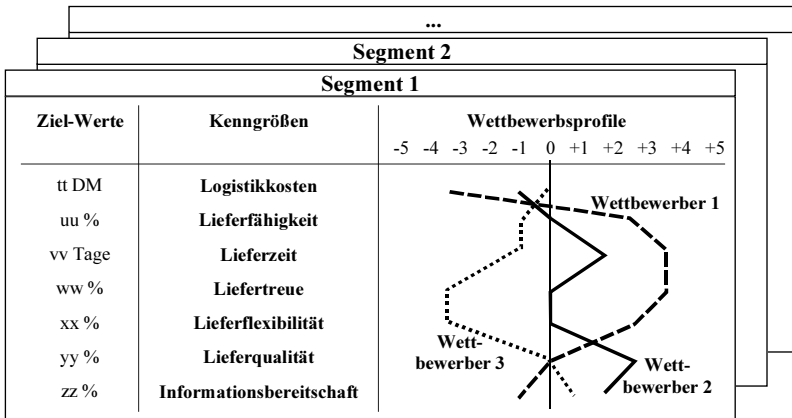 ...
Segment 2
Segment 1
Ziel-Werte Kenngrößen Wettbewerbsprofile
-5 -4 -3 -2 -1 0 +1 +2 +3 +4 +5
tt DM Logistikkosten
Wettbewerber 1
uu % Lieferfähigkeit
vv Tage Lieferzeit
ww % Liefertreue
xx % Lieferflexibilität
yy % Lieferqualität
Wett-
bewerber 3
Wett-
bewerber 2
zz % Informationsbereitschaft